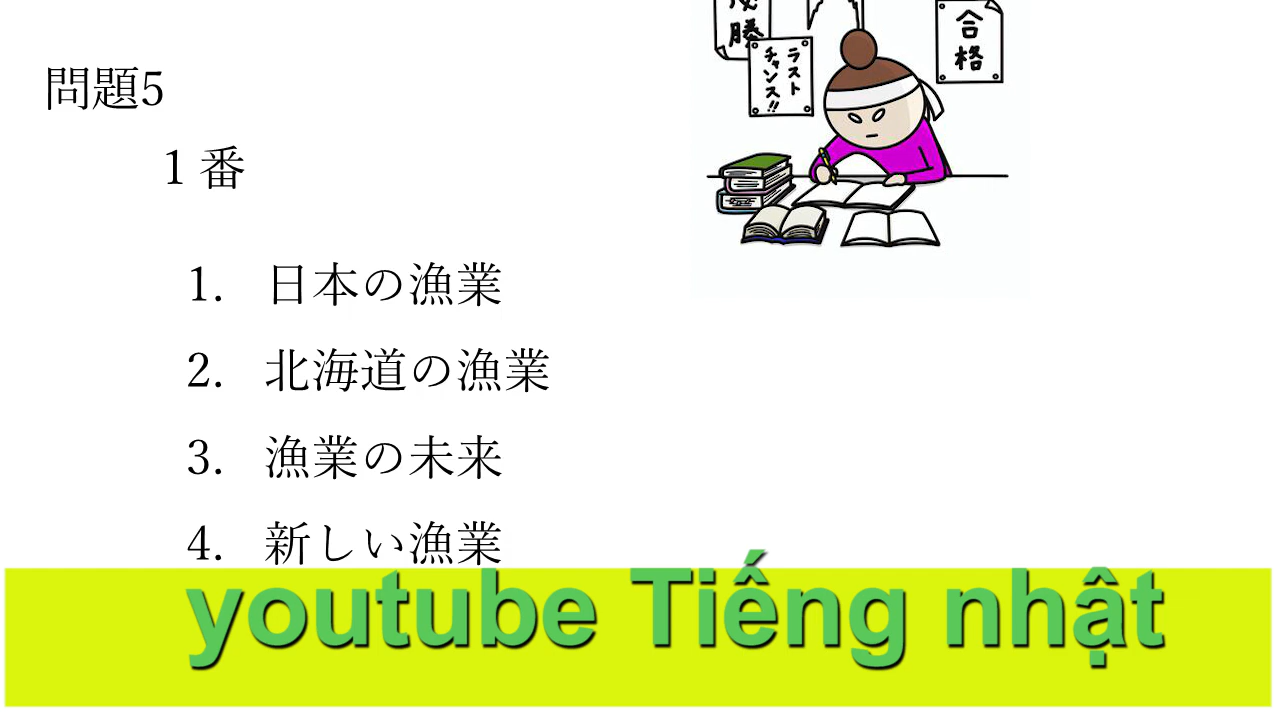 問題5
1番
1. 日本の漁業
2. 北海道の漁業
3. 漁業の未来
4. 新しい漁業
必勝
ラスト
チャンス!!
合格
youtube Tiếng nhật